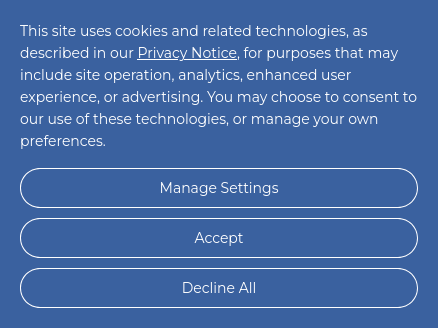 This site uses cookies and related technologies, as
described in our Privacy Notice, for purposes that may
include site operation, analytics, enhanced user
experience, or advertising. You may choose to consent to
our use of these technologies, or manage your own
preferences.
Manage Settings
Accept
Decline All